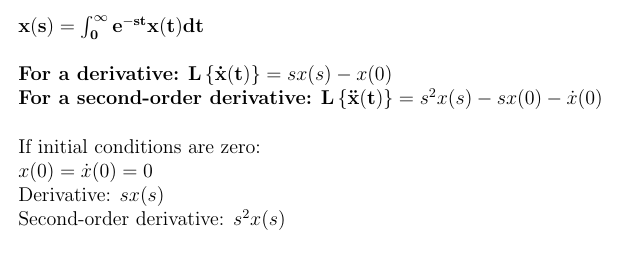 x(s) = ∫₀^∞ e^{−st}x(t)dt
For a derivative: L {ẋ(t)} = sx(s) − x(0)
For a second-order derivative: L {ẍ(t)} = s²x(s) − sx(0) − ẋ(0)
If initial conditions are zero:
x(0) = ẋ(0) = 0
Derivative: sx(s)
Second-order derivative: s²x(s)